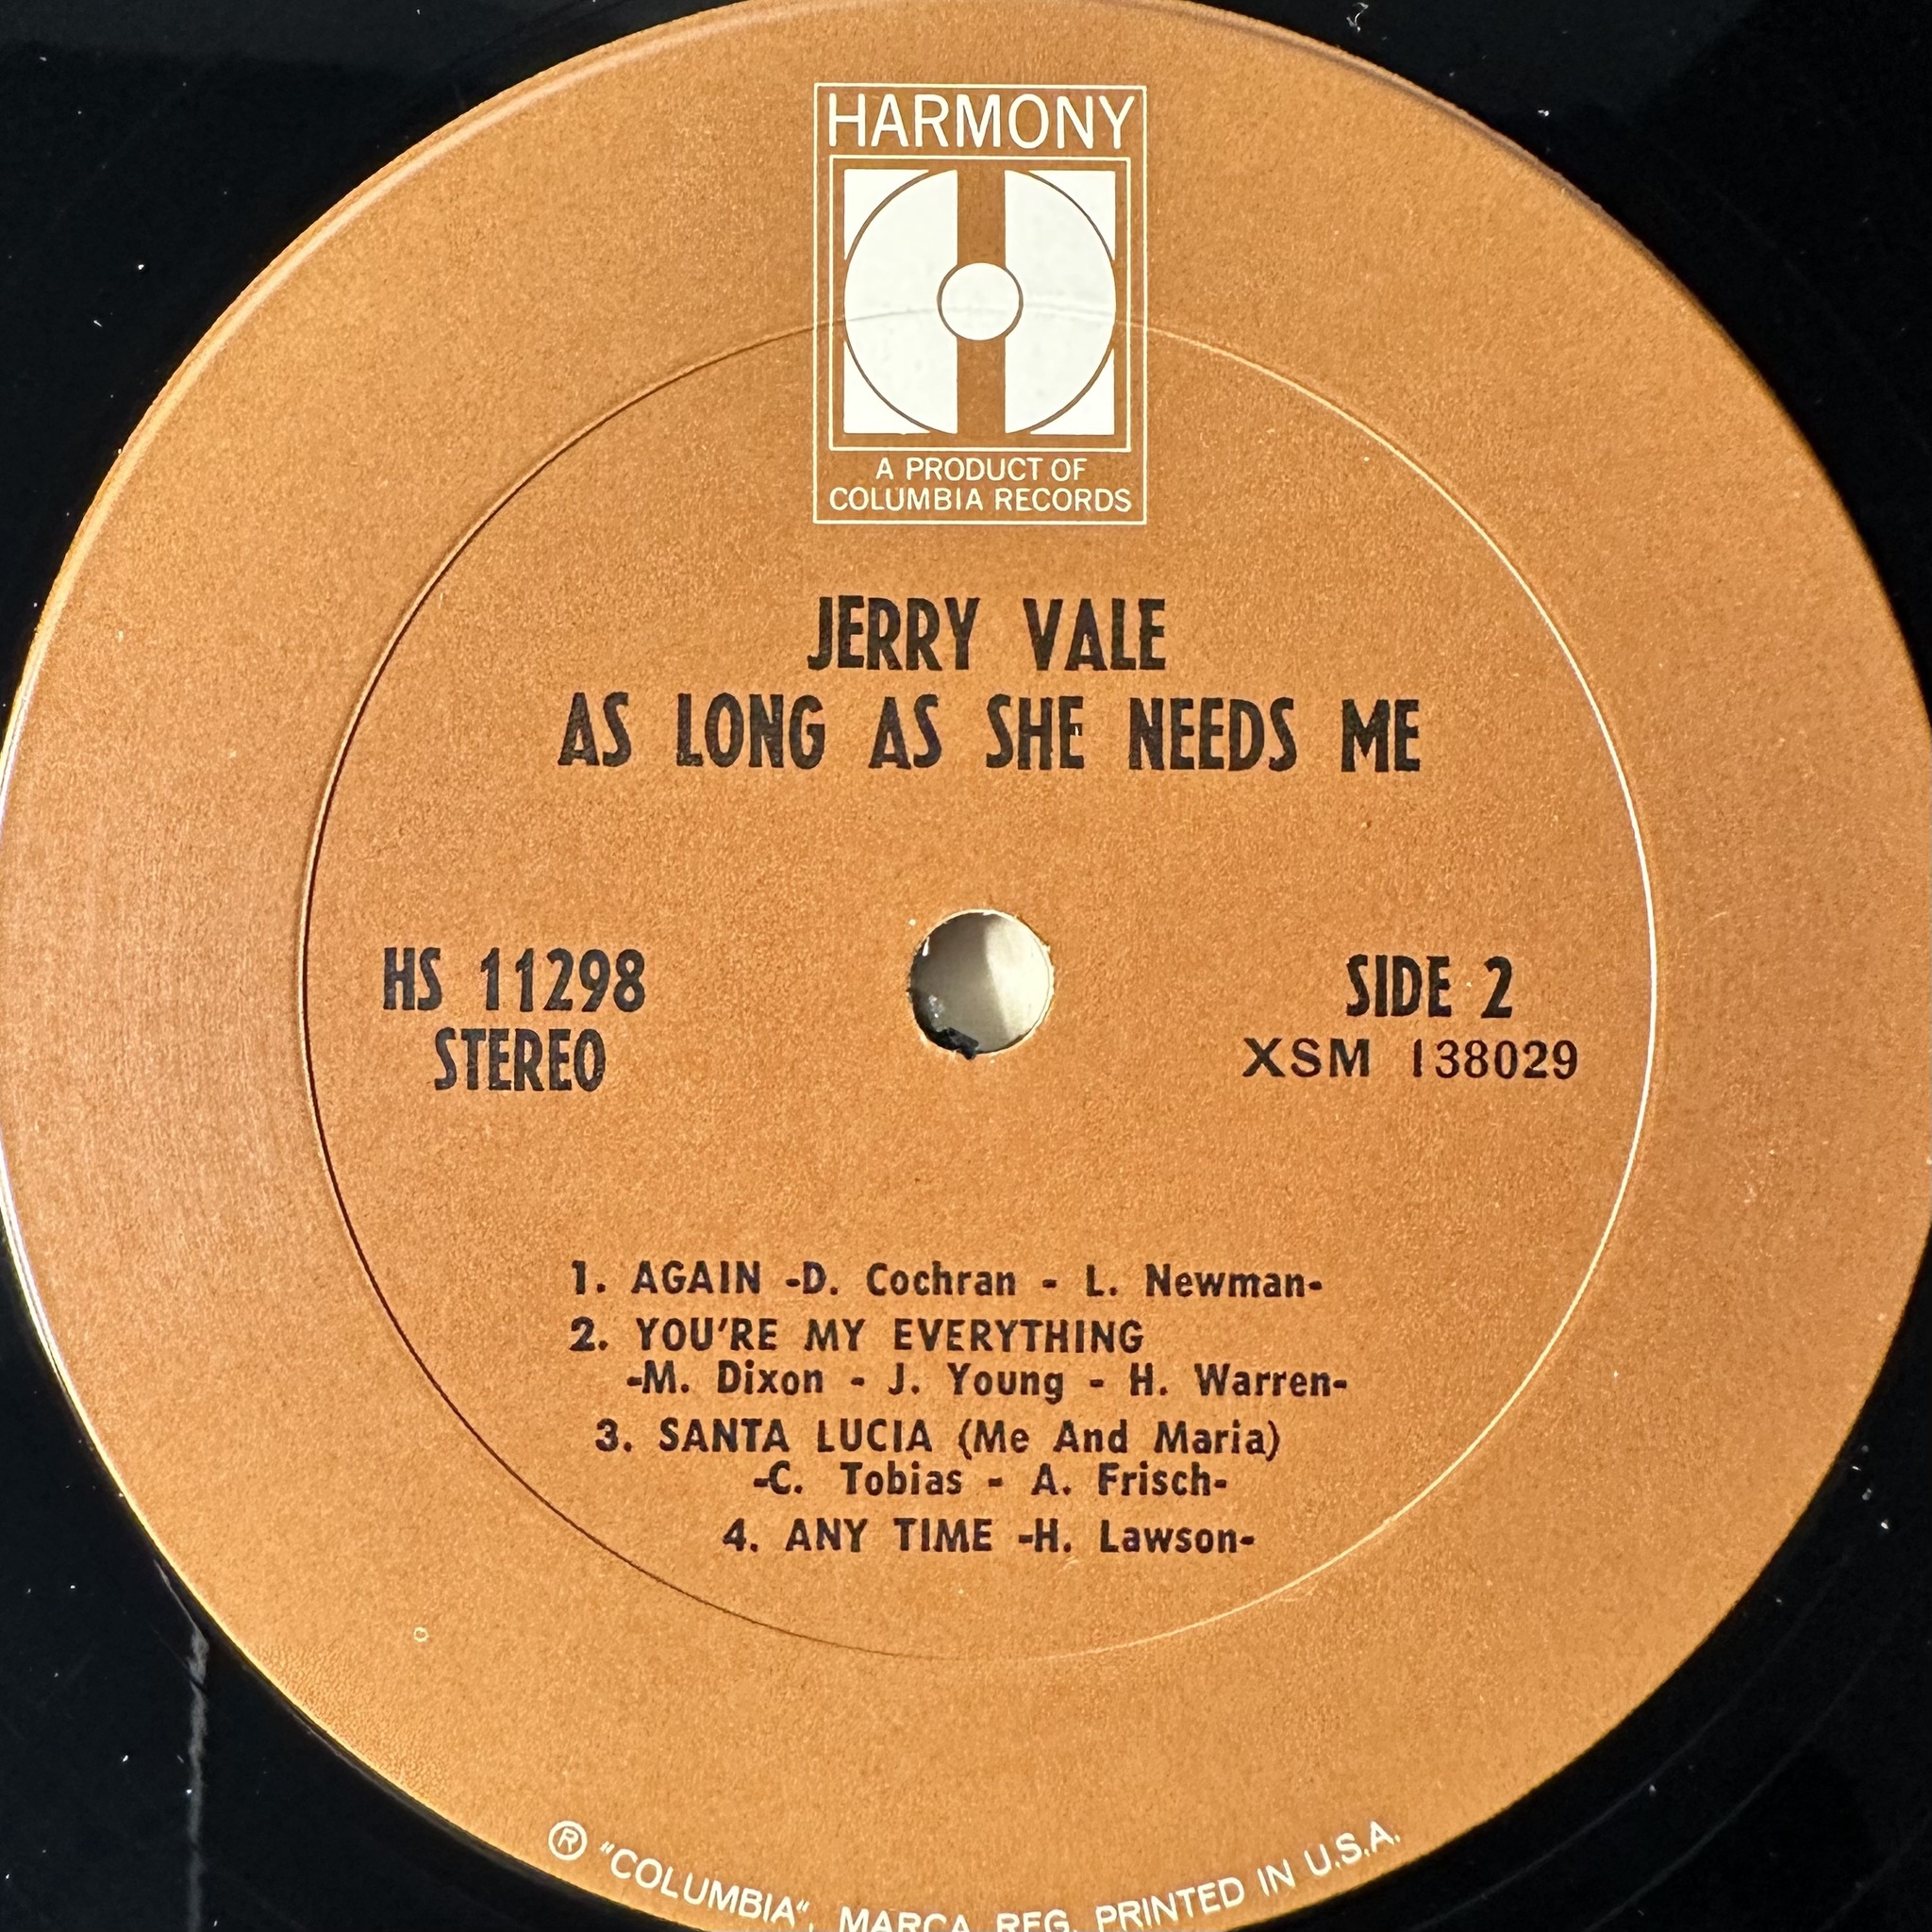 HARMONY
A PRODUCT OF
COLUMBIA RECORDS
JERRY VALE
AS LONG AS SHE NEEDS ME
HS 11298
STEREO
SIDE 2
XSM 138029
1. AGAIN -D. Cochran - L. Newman-
2. YOU'RE MY EVERYTHING
-M. Dixon - J. Young - H. Warren-
3. SANTA LUCIA (Me And Maria)
-C. Tobias - A. Frisch-
4. ANY TIME -H. Lawson-
® "COLUMBIA", MARCA REG. PRINTED IN U.S.A.